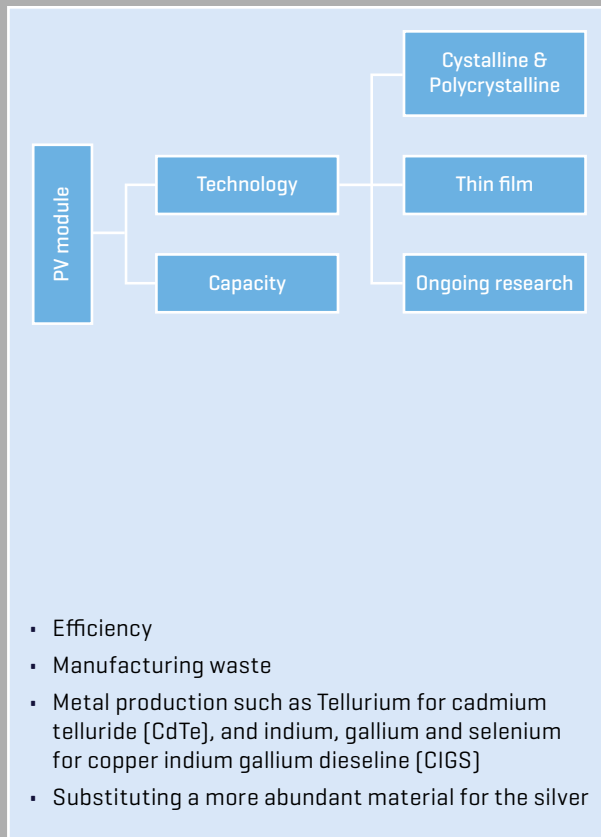 PV module
Technology
Capacity
Cystalline &
Polycrystalline
Thin film
Ongoing research
▪ Efficiency
▪ Manufacturing waste
▪ Metal production such as Tellurium for cadmium
telluride (CdTe), and indium, gallium and selenium
for copper indium gallium dieseline (CIGS)
▪ Substituting a more abundant material for the silver